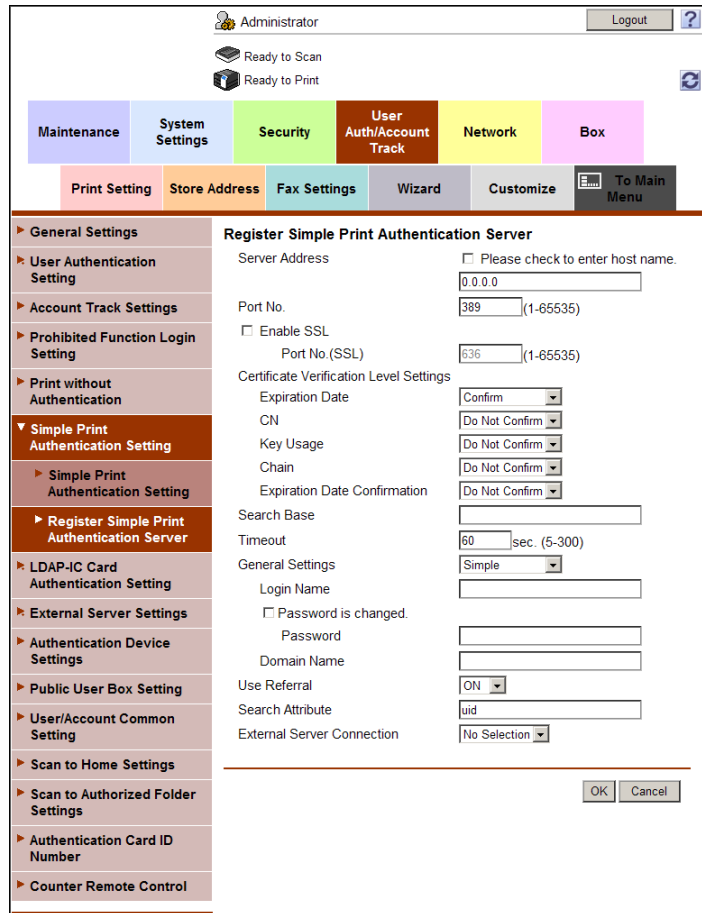 Administrator
Logout
?
Ready to Scan
Ready to Print
Maintenance
System
Settings
Security
User
Auth/Account
Track
Network
Box
Print Setting
Store Address
Fax Settings
Wizard
Customize
To Main
Menu
General Settings
User Authentication
Setting
Account Track Settings
Prohibited Function Login
Setting
Print without
Authentication
Simple Print
Authentication Setting
Simple Print
Authentication Setting
Register Simple Print
Authentication Server
LDAP-IC Card
Authentication Setting
External Server Settings
Authentication Device
Settings
Public User Box Setting
User/Account Common
Setting
Scan to Home Settings
Scan to Authorized Folder
Settings
Authentication Card ID
Number
Counter Remote Control
Register Simple Print Authentication Server
Server Address
Please check to enter host name.
0.0.0.0
Port No.
389 (1-65535)
Enable SSL
Port No.(SSL)
636 (1-65535)
Certificate Verification Level Settings
Expiration Date
Confirm
CN
Do Not Confirm
Key Usage
Do Not Confirm
Chain
Do Not Confirm
Expiration Date Confirmation
Do Not Confirm
Search Base
Timeout
60 sec. (5-300)
General Settings
Simple
Login Name
Password is changed.
Password
Domain Name
Use Referral
ON
Search Attribute
uid
External Server Connection
No Selection
OK
Cancel